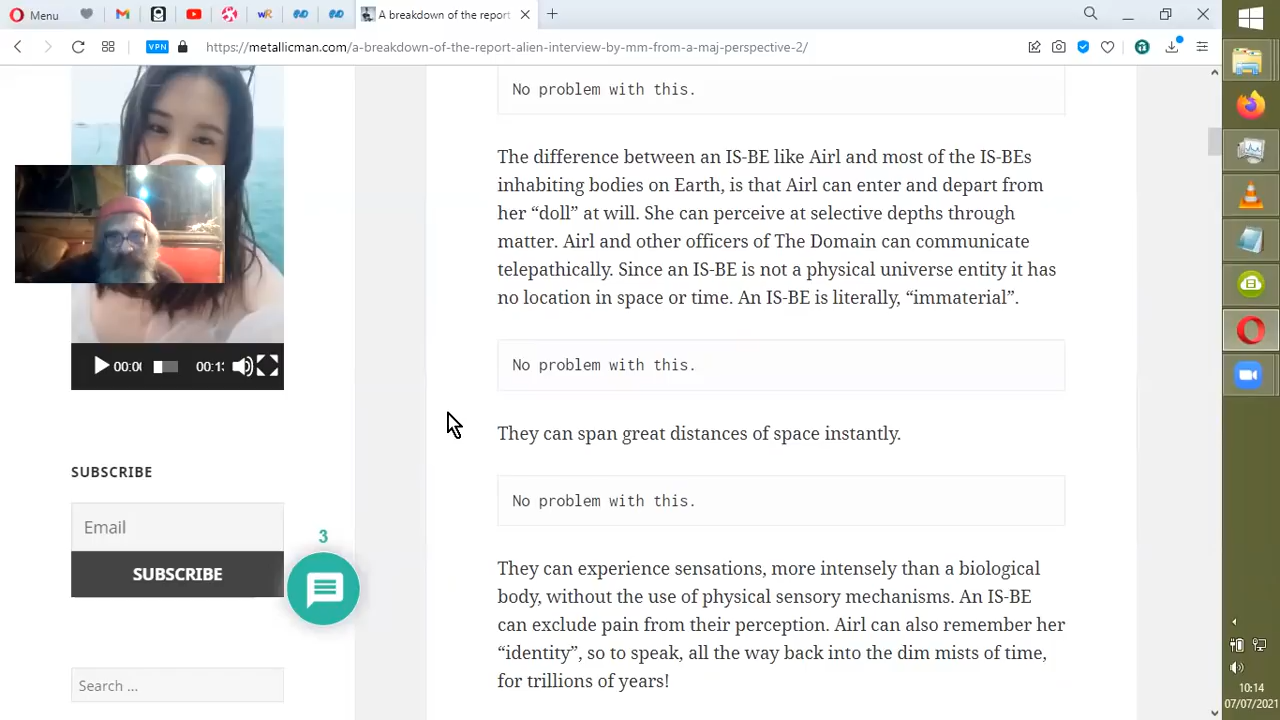 Menu
A breakdown of the report
VPN
https://metallicman.com/a-breakdown-of-the-report-alien-interview-by-mm-from-a-maj-perspective-2/
No problem with this.
The difference between an IS-BE like Airl and most of the IS-BEs
inhabiting bodies on Earth, is that Airl can enter and depart from
her “doll” at will. She can perceive at selective depths through
matter. Airl and other officers of The Domain can communicate
telepathically. Since an IS-BE is not a physical universe entity it has
no location in space or time. An IS-BE is literally, “immaterial”.
No problem with this.
They can span great distances of space instantly.
No problem with this.
They can experience sensations, more intensely than a biological
body, without the use of physical sensory mechanisms. An IS-BE
can exclude pain from their perception. Airl can also remember her
“identity”, so to speak, all the way back into the dim mists of time,
for trillions of years!
SUBSCRIBE
Email
SUBSCRIBE
3
Search …
10:14
07/07/2021